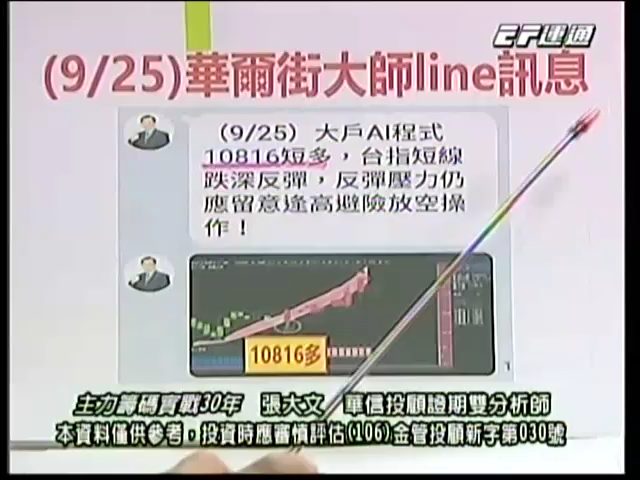 EF建通
(9/25)華爾街大師line訊息
(9/25) 大戶AI程式
10816短多，台指短線
跌深反彈，反彈壓力仍
應留意逢高避險放空操
作！
10816多
主力籌碼實戰30年 張大文 華信投顧證期雙分析師
本資料僅供參考，投資時應審慎評估(106)金管投顧新字第030號